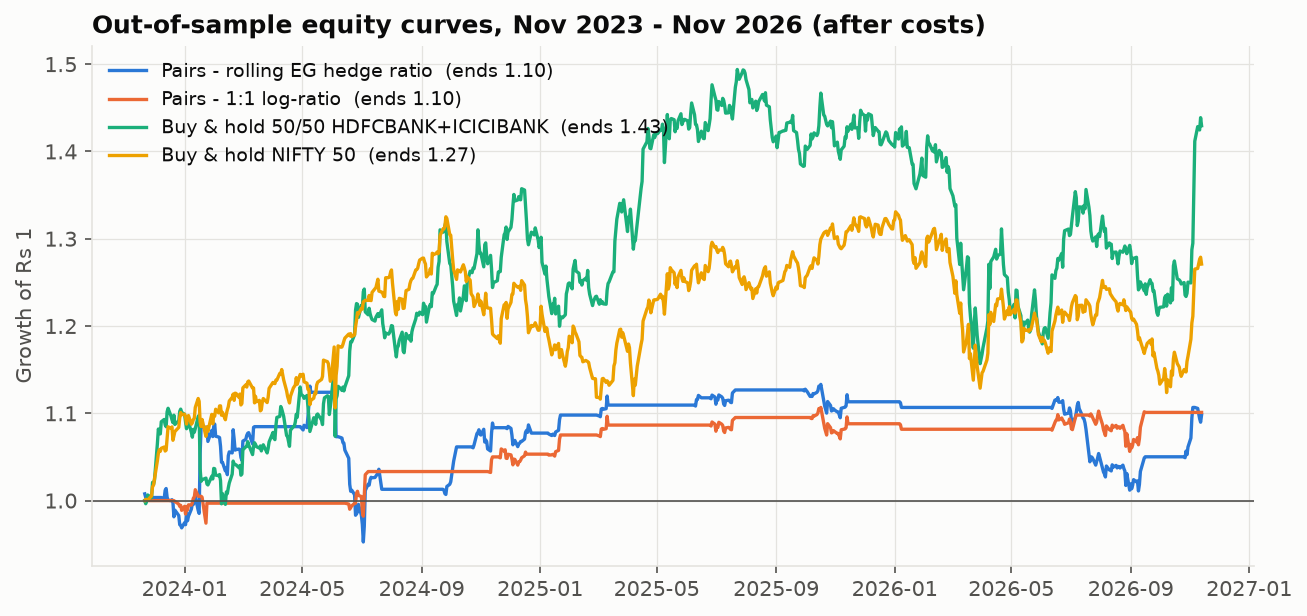 Out-of-sample equity curves, Nov 2023 - Nov 2026 (after costs)
Pairs - rolling EG hedge ratio (ends 1.10)
Pairs - 1:1 log-ratio (ends 1.10)
Buy & hold 50/50 HDFCBANK+ICICIBANK (ends 1.43)
Buy & hold NIFTY 50 (ends 1.27)
Growth of Rs 1
1.5
1.4
1.3
1.2
1.1
1.0
2024-01 2024-05 2024-09 2025-01 2025-05 2025-09 2026-01 2026-05 2026-09 2027-01